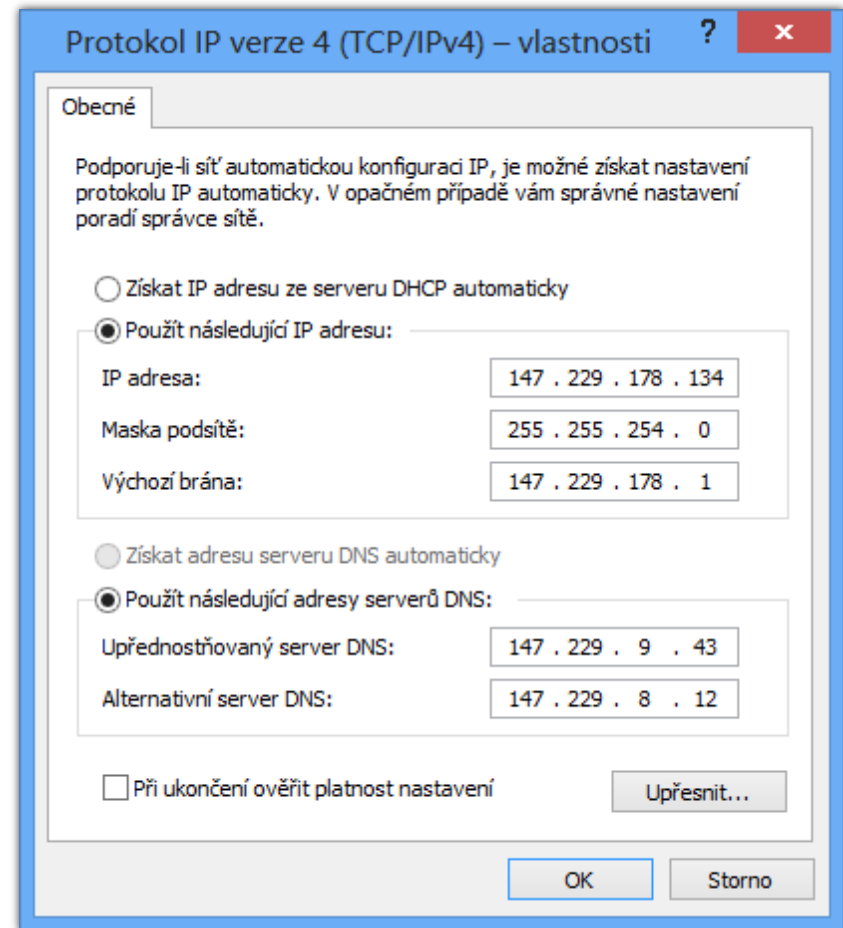 Protokol IP verze 4 (TCP/IPv4) – vlastnosti ? x
Obecné
Podporuje-li síť automatickou konfiguraci IP, je možné získat nastavení
protokolu IP automaticky. V opačném případě vám správné nastavení
poradí správce sítě.
Získat IP adresu ze serveru DHCP automaticky
Použít následující IP adresu:
IP adresa: 147 . 229 . 178 . 134
Maska podsítě: 255 . 255 . 254 . 0
Výchozí brána: 147 . 229 . 178 . 1
Získat adresu serveru DNS automaticky
Použít následující adresy serverů DNS:
Upřednostňovaný server DNS: 147 . 229 . 9 . 43
Alternativní server DNS: 147 . 229 . 8 . 12
Při ukončení ověřit platnost nastavení Upřesnit...
OK Storno